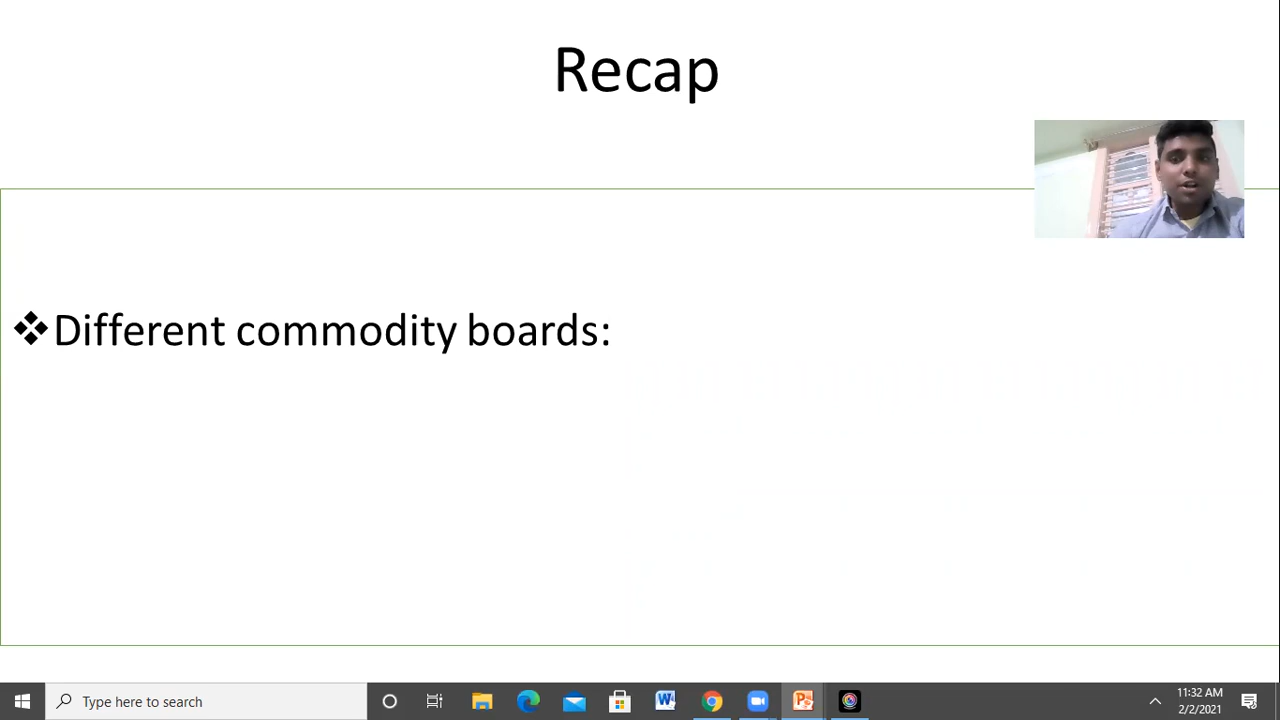 Recap
❖Different commodity boards:
Type here to search
11:32 AM
2/2/2021